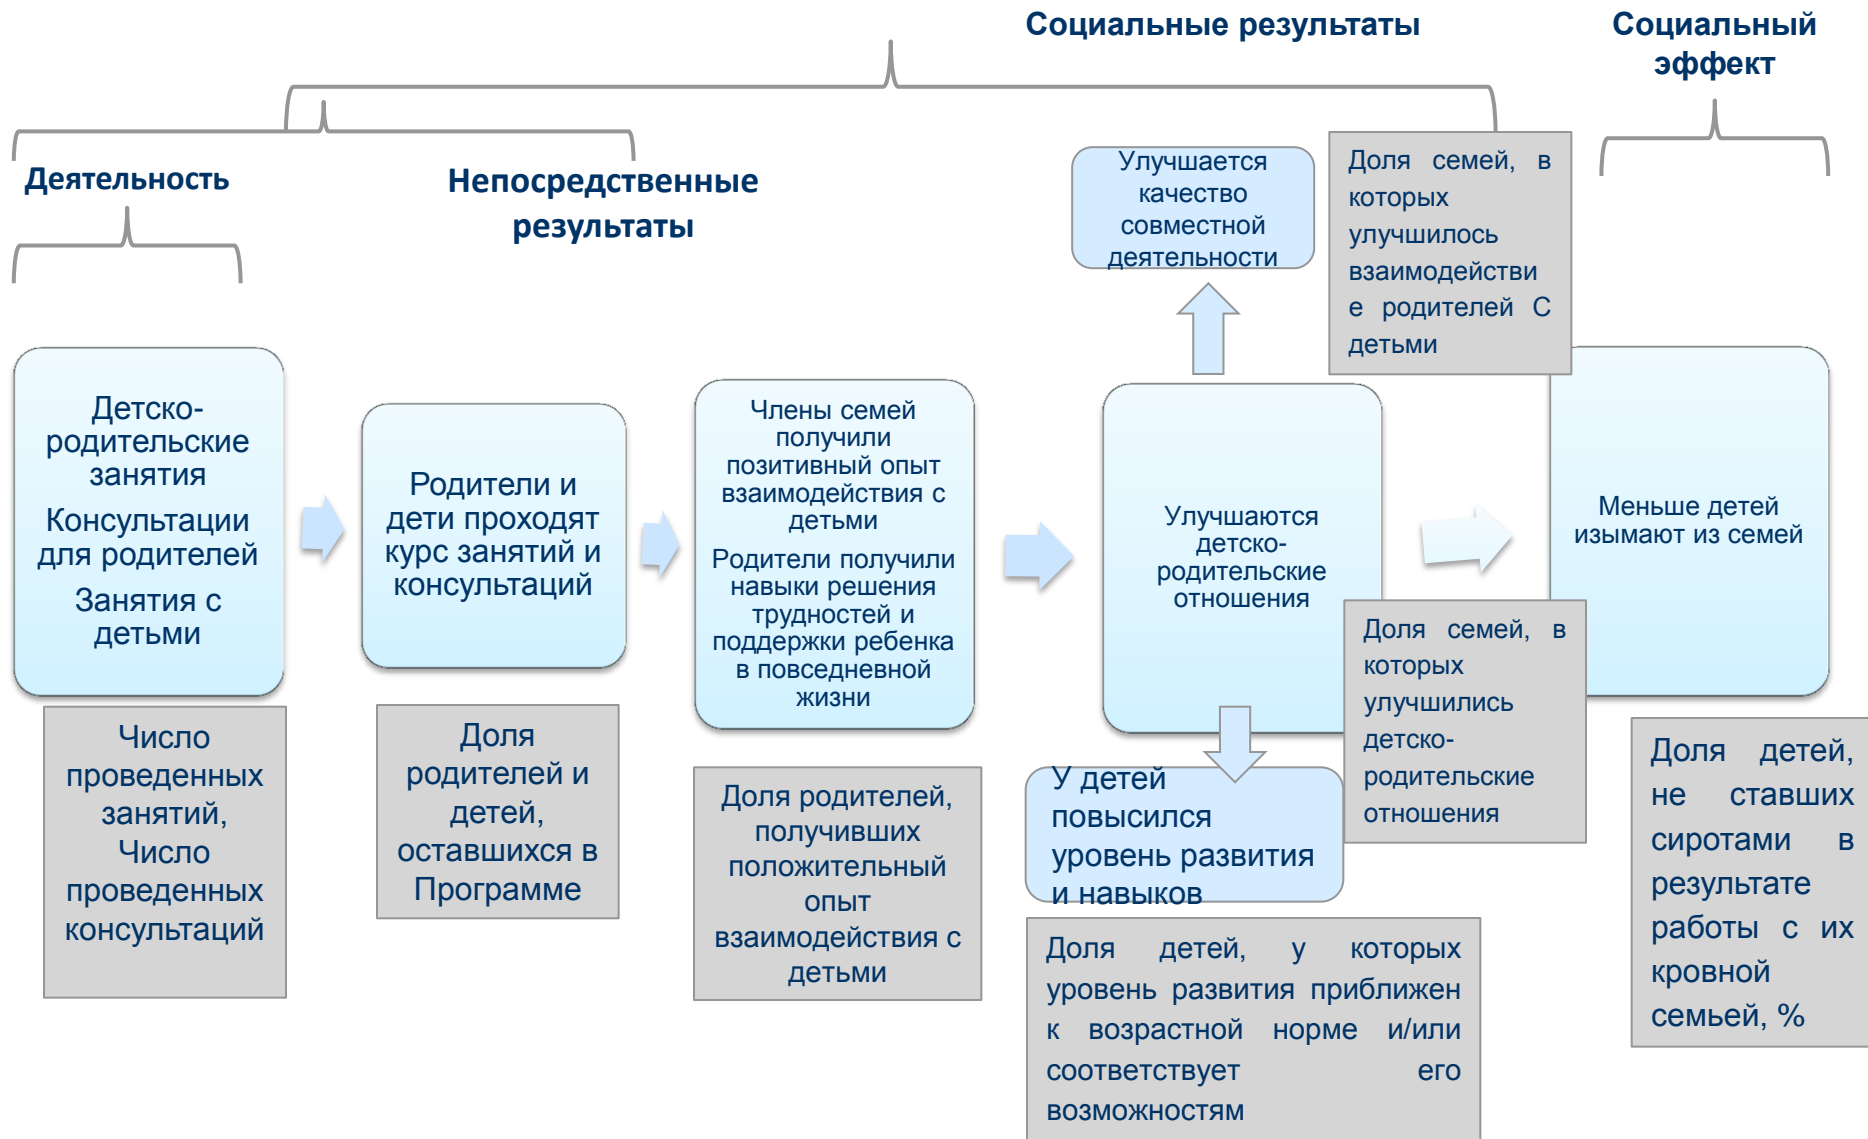 Социальные результаты
Социальный
эффект
Деятельность
Непосредственные
результаты
Улучшается
качество
совместной
деятельности
Доля семей, в
которых
улучшилось
взаимодействи
е родителей С
детьми
Детско-
родительские
занятия
Консультации
для родителей
Занятия с
детьми
Родители и
дети проходят
курс занятий и
консультаций
Члены семей
получили
позитивный опыт
взаимодействия с
детьми
Родители получили
навыки решения
трудностей и
поддержки ребенка
в повседневной
жизни
Улучшаются
детско-
родительские
отношения
Меньше детей
изымают из семей
Доля семей, в
которых
улучшились
детско-
родительские
отношения
Число
проведенных
занятий,
Число
проведенных
консультаций
Доля
родителей и
детей,
оставшихся в
Программе
Доля родителей,
получивших
положительный
опыт
взаимодействия с
детьми
У детей
повысился
уровень развития
и навыков
Доля детей, у которых
уровень развития приближен
к возрастной норме и/или
соответствует его
возможностям
Доля детей,
не ставших
сиротами в
результате
работы с их
кровной
семьей, %